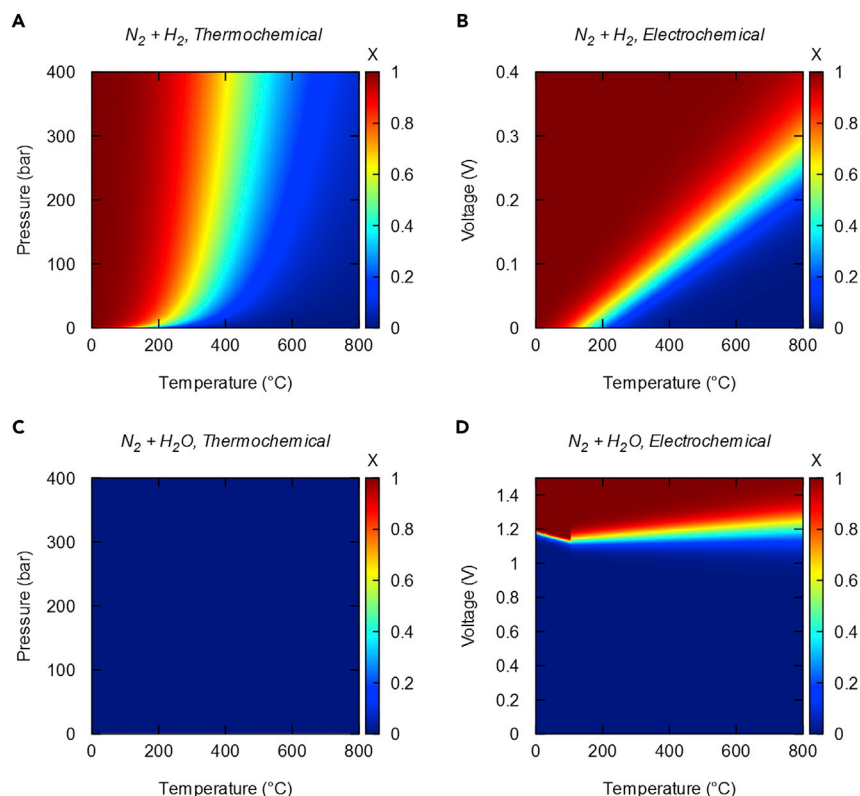 A
N2 + H2, Thermochemical
X
400
300
200
100
0
Pressure (bar)
0 200 400 600 800
Temperature (°C)
1
0.8
0.6
0.4
0.2
0
B
N2 + H2, Electrochemical
X
0.4
0.3
0.2
0.1
0
Voltage (V)
0 200 400 600 800
Temperature (°C)
1
0.8
0.6
0.4
0.2
0
C
N2 + H2O, Thermochemical
X
400
300
200
100
0
Pressure (bar)
0 200 400 600 800
Temperature (°C)
1
0.8
0.6
0.4
0.2
0
D
N2 + H2O, Electrochemical
X
1.4
1.2
1
0.8
0.6
0.4
0.2
0
Voltage (V)
0 200 400 600 800
Temperature (°C)
1
0.8
0.6
0.4
0.2
0